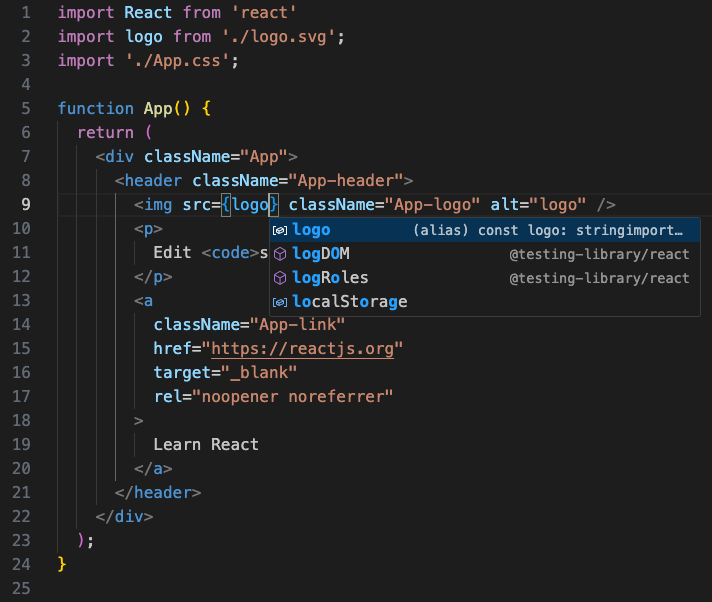 1 import React from 'react'
2 import logo from './logo.svg';
3 import './App.css';
4
5 function App() {
6 return (
7 <div className="App">
8 <header className="App-header">
9 <img src={logo} className="App-logo" alt="logo" />
logo (alias) const logo: stringimport…
10 <p>
logDOM @testing-library/react
11 Edit <code>s
logRoles @testing-library/react
12 </p>
localStorage
13 <a
14 className="App-link"
15 href="https://reactjs.org"
16 target="_blank"
17 rel="noopener noreferrer"
18 >
19 Learn React
20 </a>
21 </header>
22 </div>
23 );
24 }
25